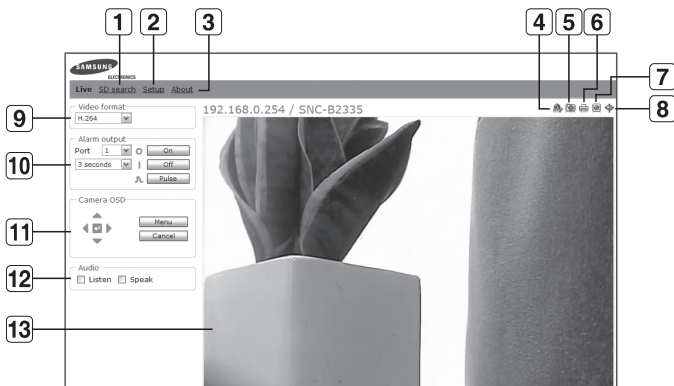 1 2 3 4 5 6
SAMSUNG
ELECTRONICS
Live SD search Setup About
7
8
9
Video format
H.264
192.168.0.254 / SNC-B2335
10
Alarm output
Port 1 On
3 seconds Off
Pulse
11
Camera OSD
Menu
Cancel
12
Audio
Listen Speak
13